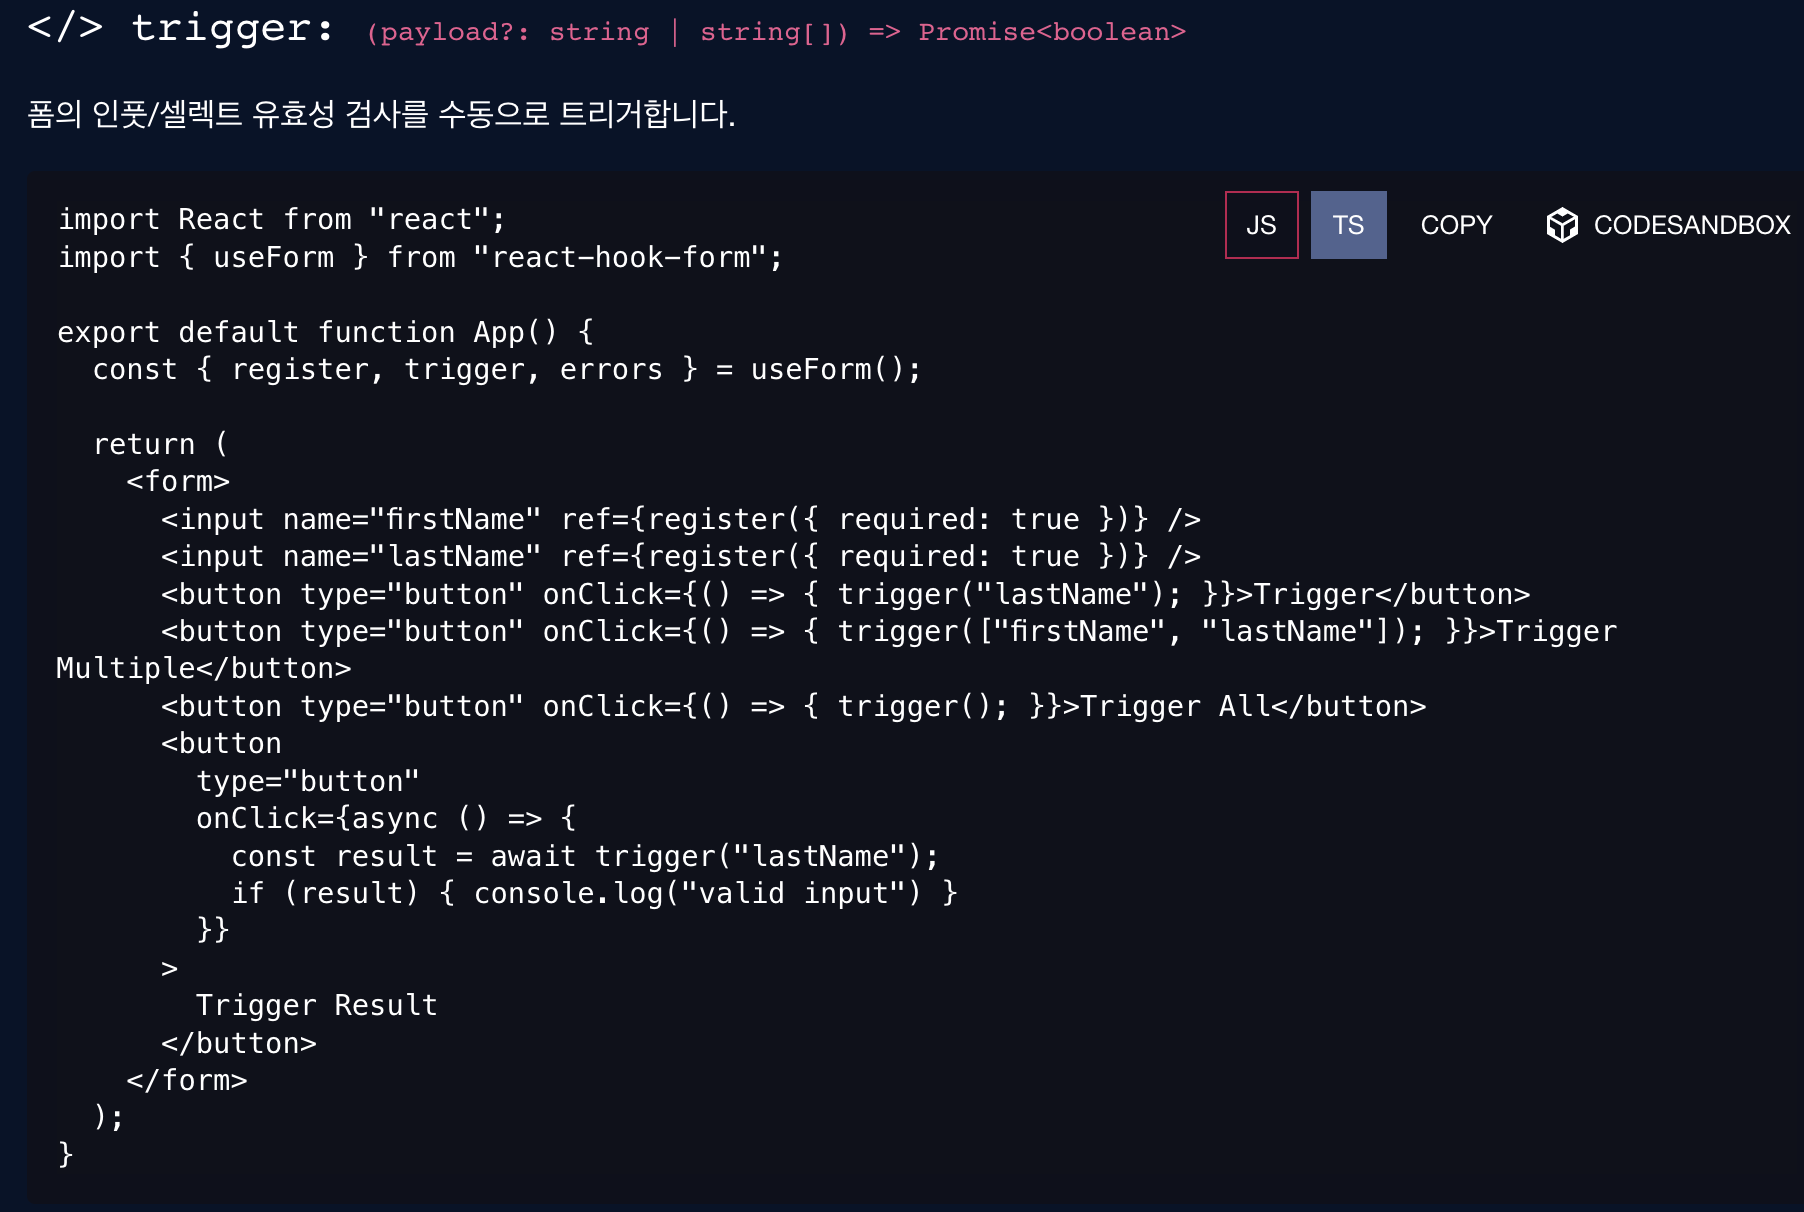 </> trigger: (payload?: string | string[]) => Promise<boolean>
폼의 인풋/셀렉트 유효성 검사를 수동으로 트리거합니다.
JS TS COPY CODESANDBOX
import React from "react";
import { useForm } from "react-hook-form";
export default function App() {
  const { register, trigger, errors } = useForm();
  return (
    <form>
      <input name="firstName" ref={register({ required: true })} />
      <input name="lastName" ref={register({ required: true })} />
      <button type="button" onClick={() => { trigger("lastName"); }}>Trigger</button>
      <button type="button" onClick={() => { trigger(["firstName", "lastName"]); }}>Trigger
Multiple</button>
      <button type="button" onClick={() => { trigger(); }}>Trigger All</button>
      <button
        type="button"
        onClick={async () => {
          const result = await trigger("lastName");
          if (result) { console.log("valid input") }
        }}
      >
        Trigger Result
      </button>
    </form>
  );
}